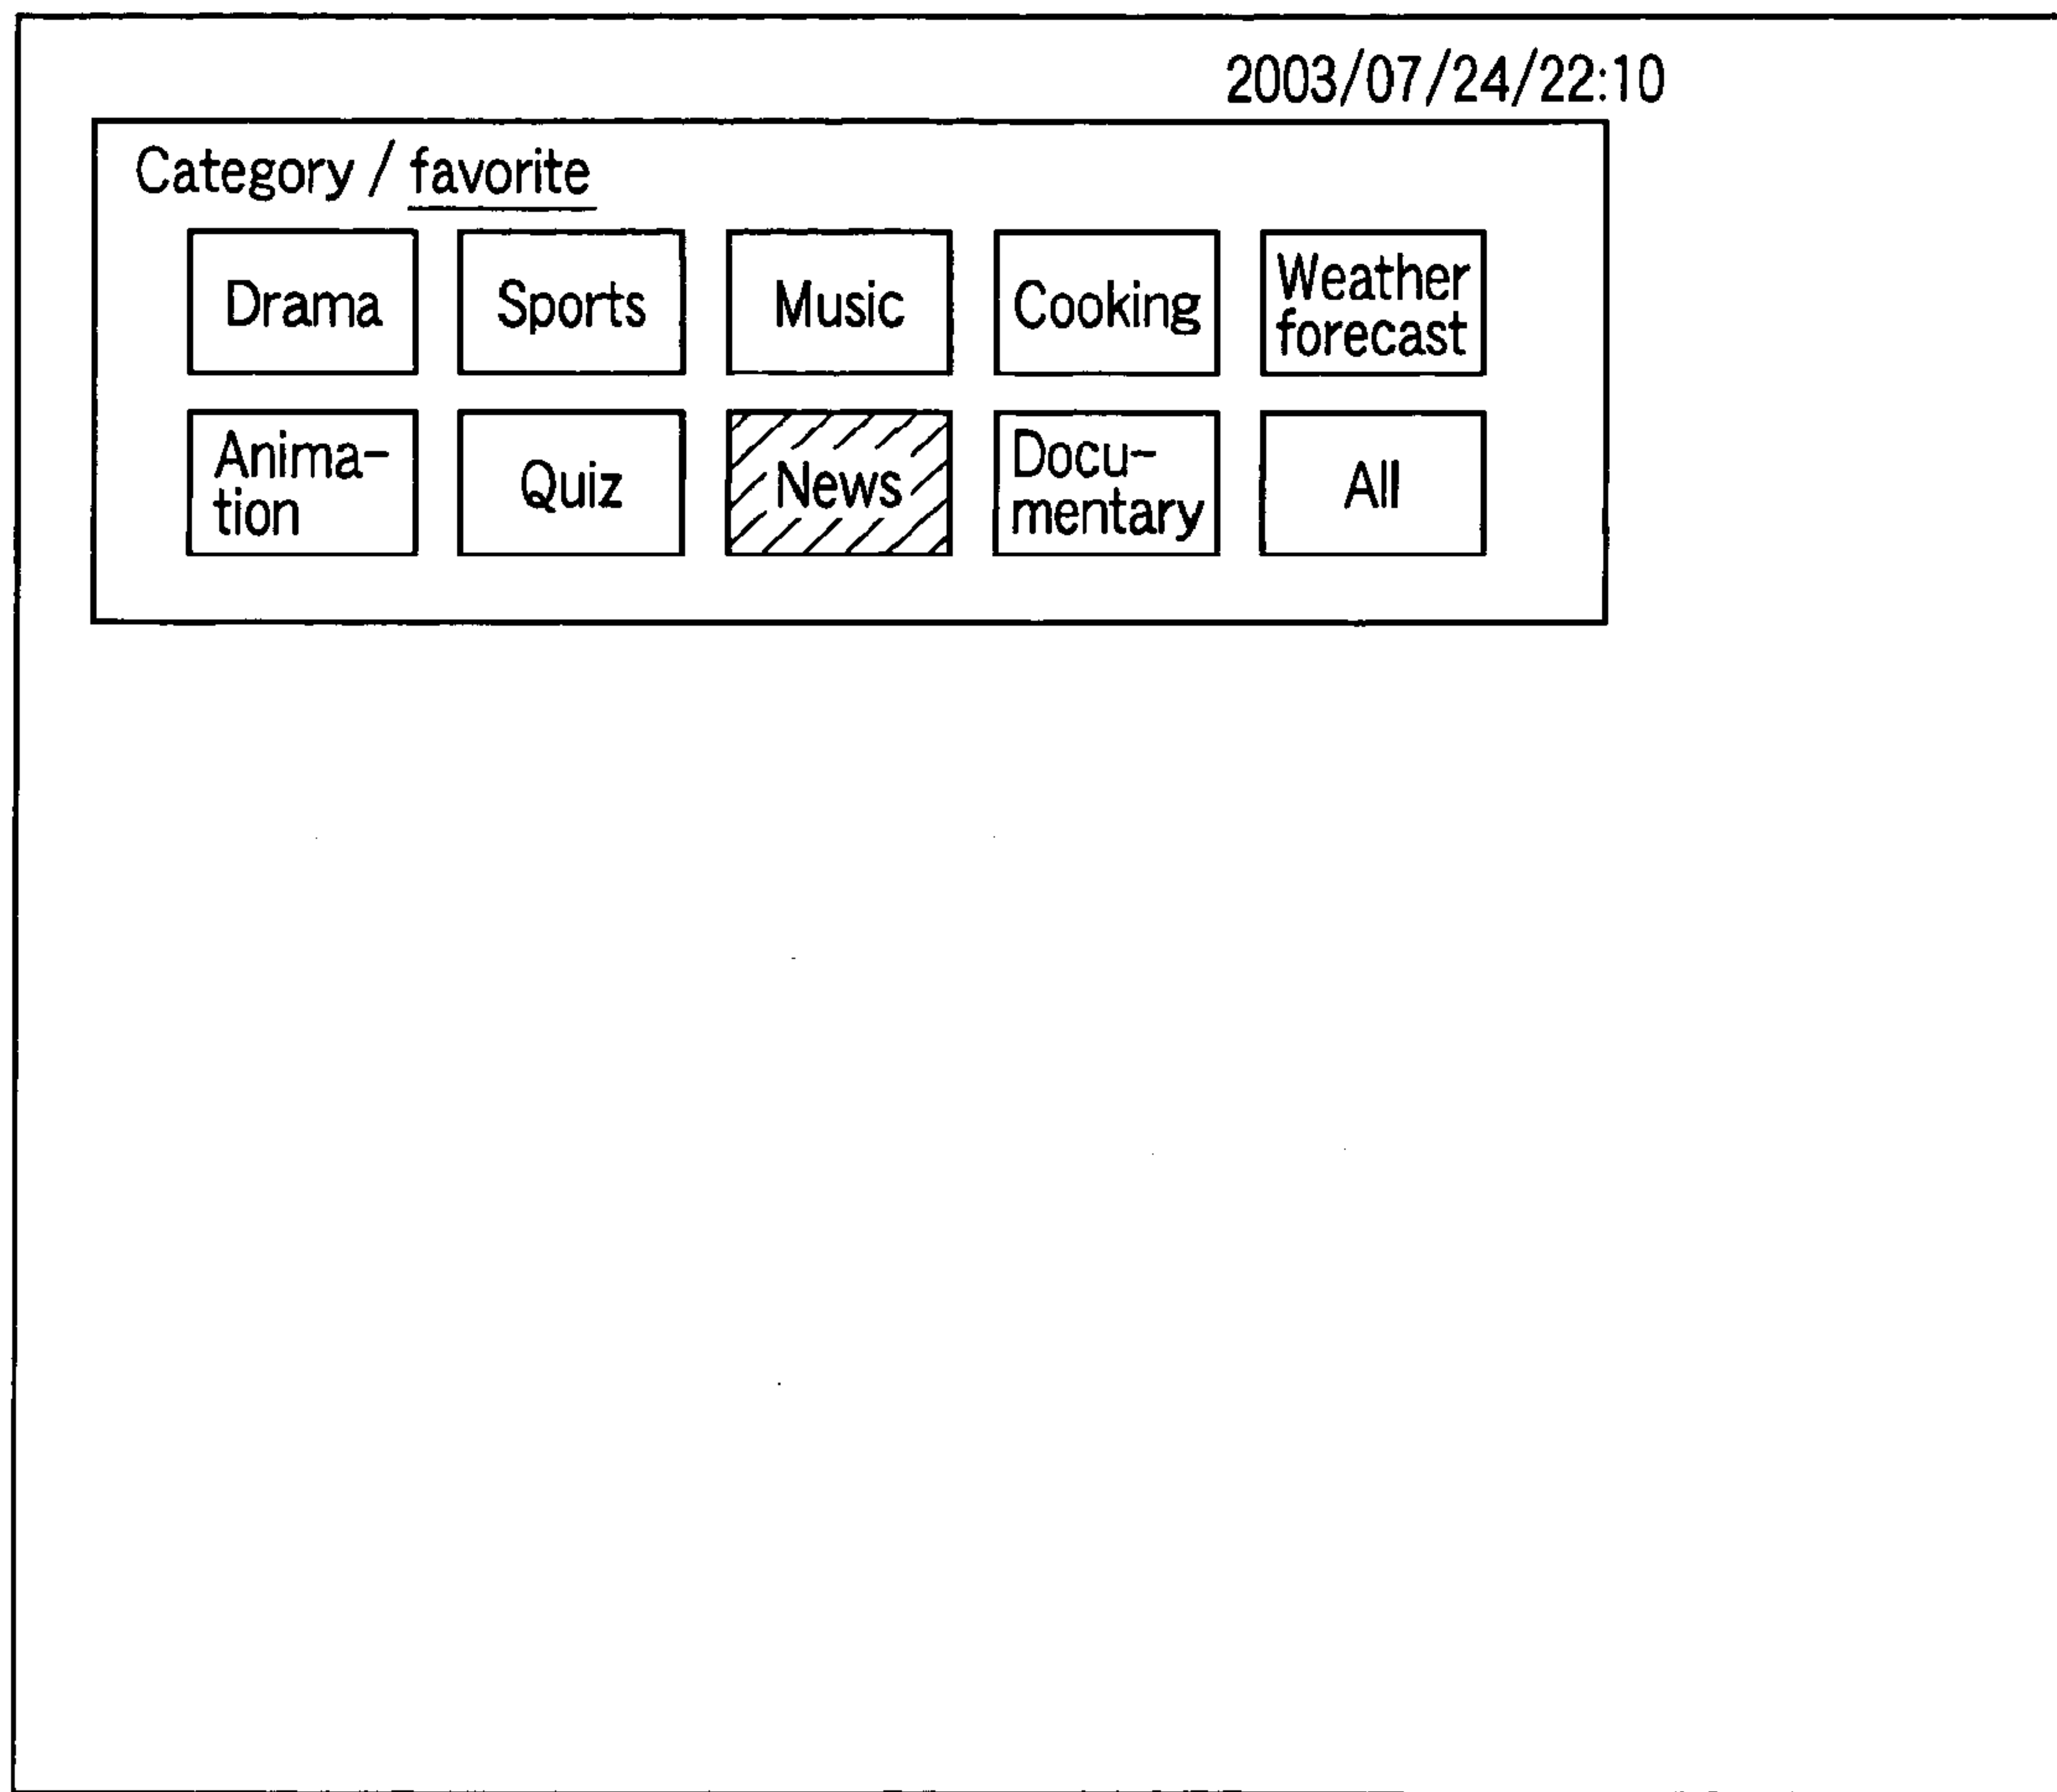 2003/07/24/22:10
Category / favorite
Drama
Sports
Music
Cooking
Weather
forecast
Anima-
tion
Quiz
News
Docu-
mentary
All